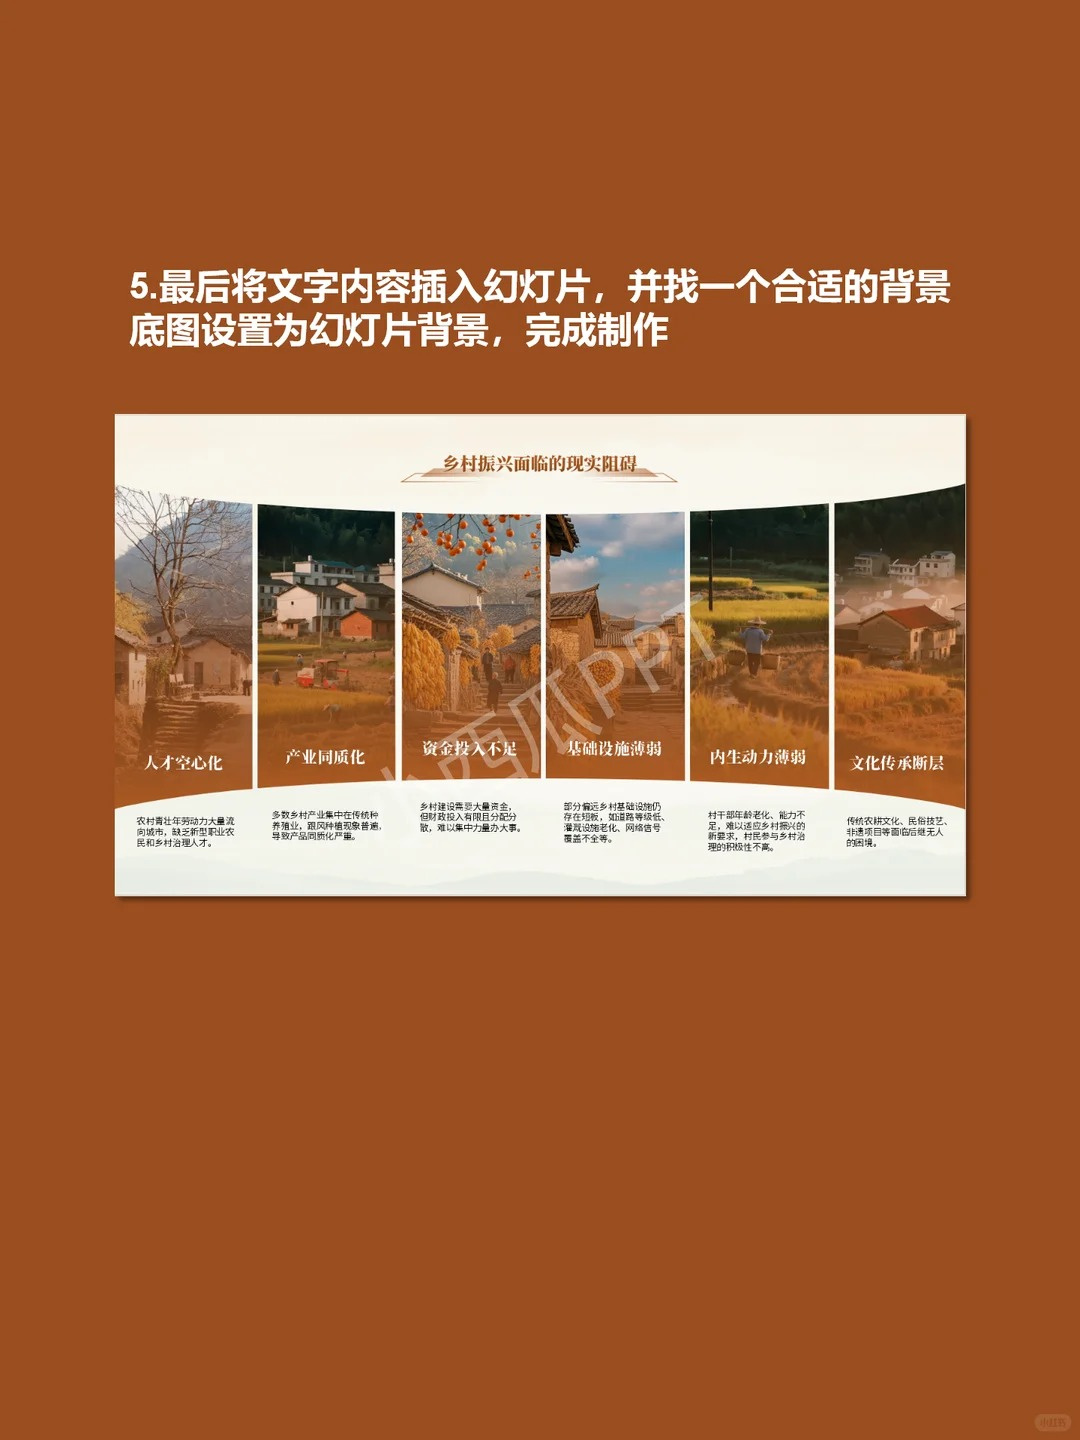 5.最后将文字内容插入幻灯片，并找一个合适的背景
底图设置为幻灯片背景，完成制作
乡村振兴面临的现实阻碍
人才空心化
农村青壮年劳动力大量流
向城市，缺乏新型职业农
民和乡村治理人才。
产业同质化
多数乡村产业集中在传统种
养殖业，跟风种植现象普遍，
导致产品同质化严重。
资金投入不足
乡村建设需要大量资金，
但财政投入有限且分配分
散，难以集中力量办大事。
基础设施薄弱
部分偏远乡村基础设施仍
存在短板，如道路等级低、
灌溉设施老化、网络信号
覆盖不全等。
内生动力薄弱
村干部年龄老化、能力不
足，难以适应乡村振兴的
新要求，村民参与乡村治
理的积极性不高。
文化传承断层
传统农耕文化、民俗技艺、
非遗项目等面临后继无人
的困境。
小西瓜PPT
小红书